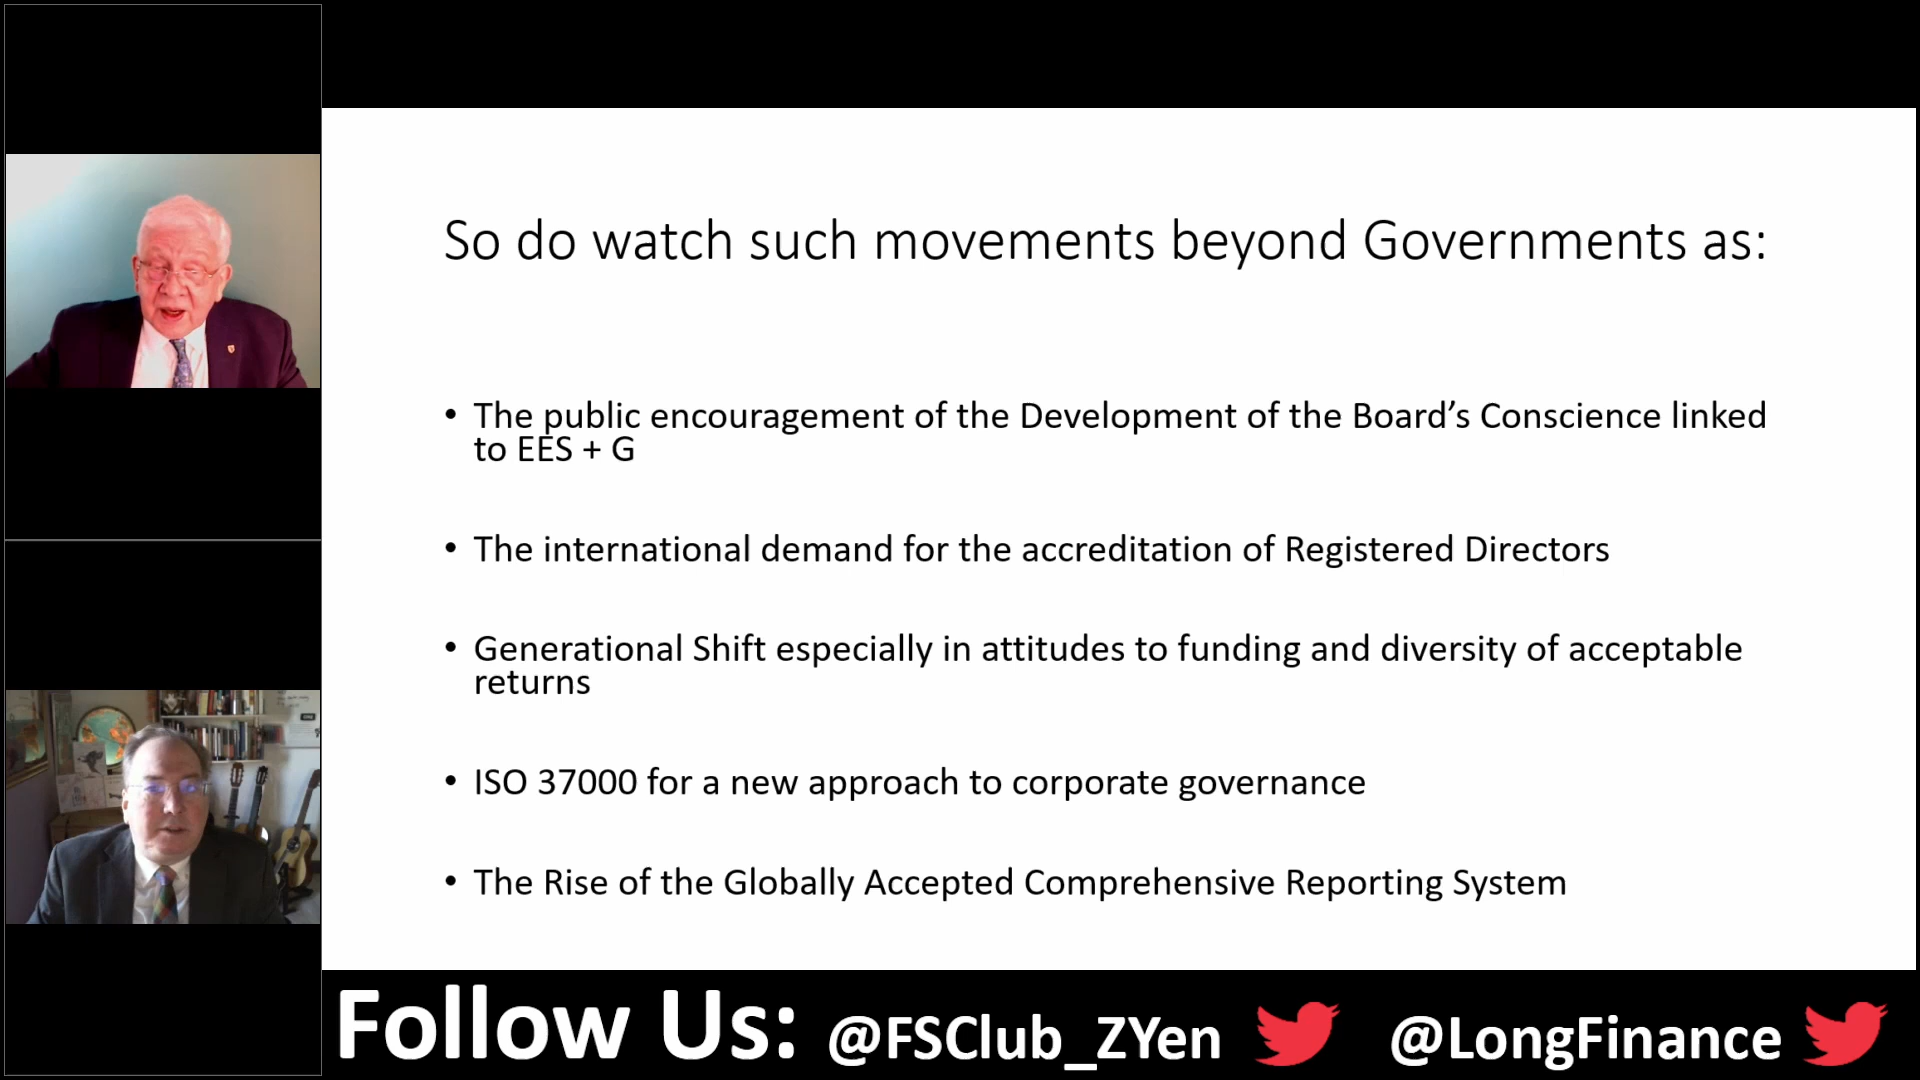 So do watch such movements beyond Governments as:
• The public encouragement of the Development of the Board’s Conscience linked
to EES + G
• The international demand for the accreditation of Registered Directors
• Generational Shift especially in attitudes to funding and diversity of acceptable
returns
• ISO 37000 for a new approach to corporate governance
• The Rise of the Globally Accepted Comprehensive Reporting System
Follow Us: @FSClub_ZYen @LongFinance